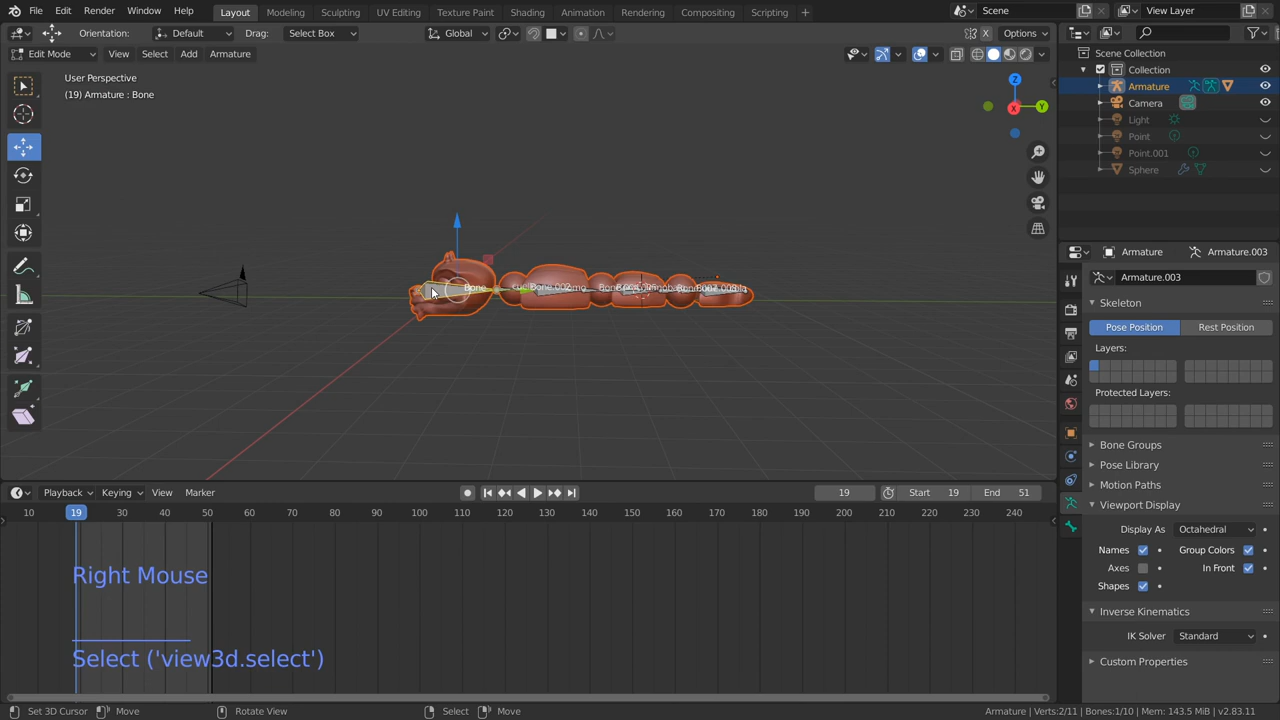 File Edit Render Window Help Layout Modeling Sculpting UV Editing Texture Paint Shading Animation Rendering Compositing Scripting + Scene View Layer
Orientation: Default Drag: Select Box Global X Options
Edit Mode View Select Add Armature
User Perspective
(19) Armature : Bone
Scene Collection
Collection
Armature
Camera
Light
Point
Point.001
Sphere
Z
Y
X
Bone Bone.002
Armature Armature.003
Armature.003
Skeleton
Pose Position Rest Position
Layers:
Protected Layers:
Bone Groups
Pose Library
Motion Paths
Viewport Display
Display As Octahedral
Names Group Colors
Axes In Front
Shapes
Inverse Kinematics
IK Solver Standard
Custom Properties
Playback Keying View Marker 19 Start 19 End 51
10 19 30 40 50 60 70 80 90 100 110 120 130 140 150 160 170 180 190 200 210 220 230 240
Right Mouse
Select ('view3d.select')
Set 3D Cursor Move Rotate View Select Move Armature | Verts:2/11 | Bones:1/10 | Mem: 143.5 MiB | v2.83.11